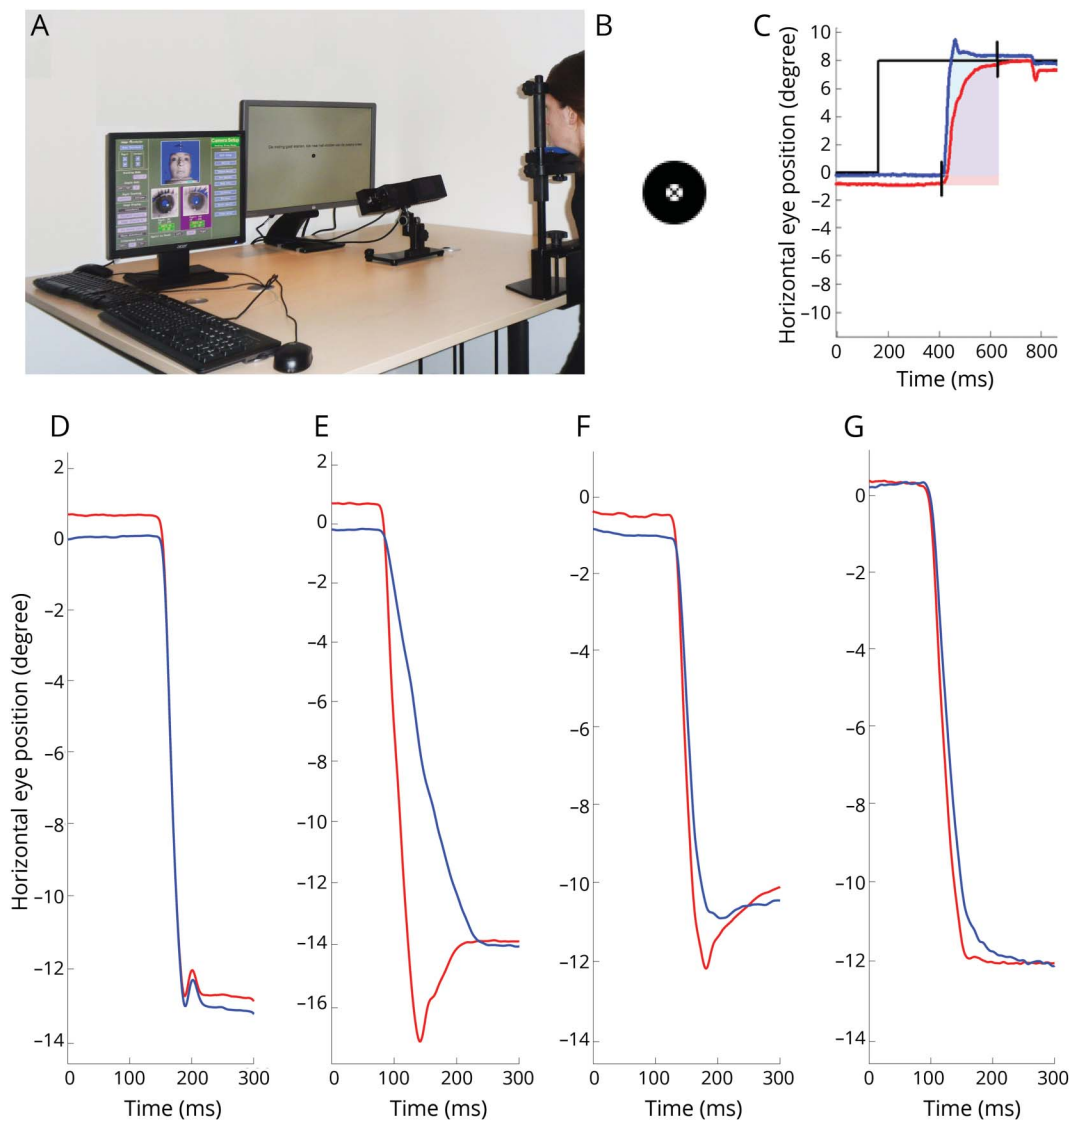 A
B
C
Camera Setup
10
8
6
4
2
0
−2
−4
−6
−8
−10
Horizontal eye position (degree)
0 200 400 600 800
Time (ms)
D
E
F
G
Horizontal eye position (degree)
2
0
−2
−4
−6
−8
−10
−12
−14
0 100 200 300
Time (ms)
2
0
−2
−4
−6
−8
−10
−12
−14
−16
0 100 200 300
Time (ms)
0
−2
−4
−6
−8
−10
−12
−14
0 100 200 300
Time (ms)
0
−2
−4
−6
−8
−10
−12
−14
0 100 200 300
Time (ms)